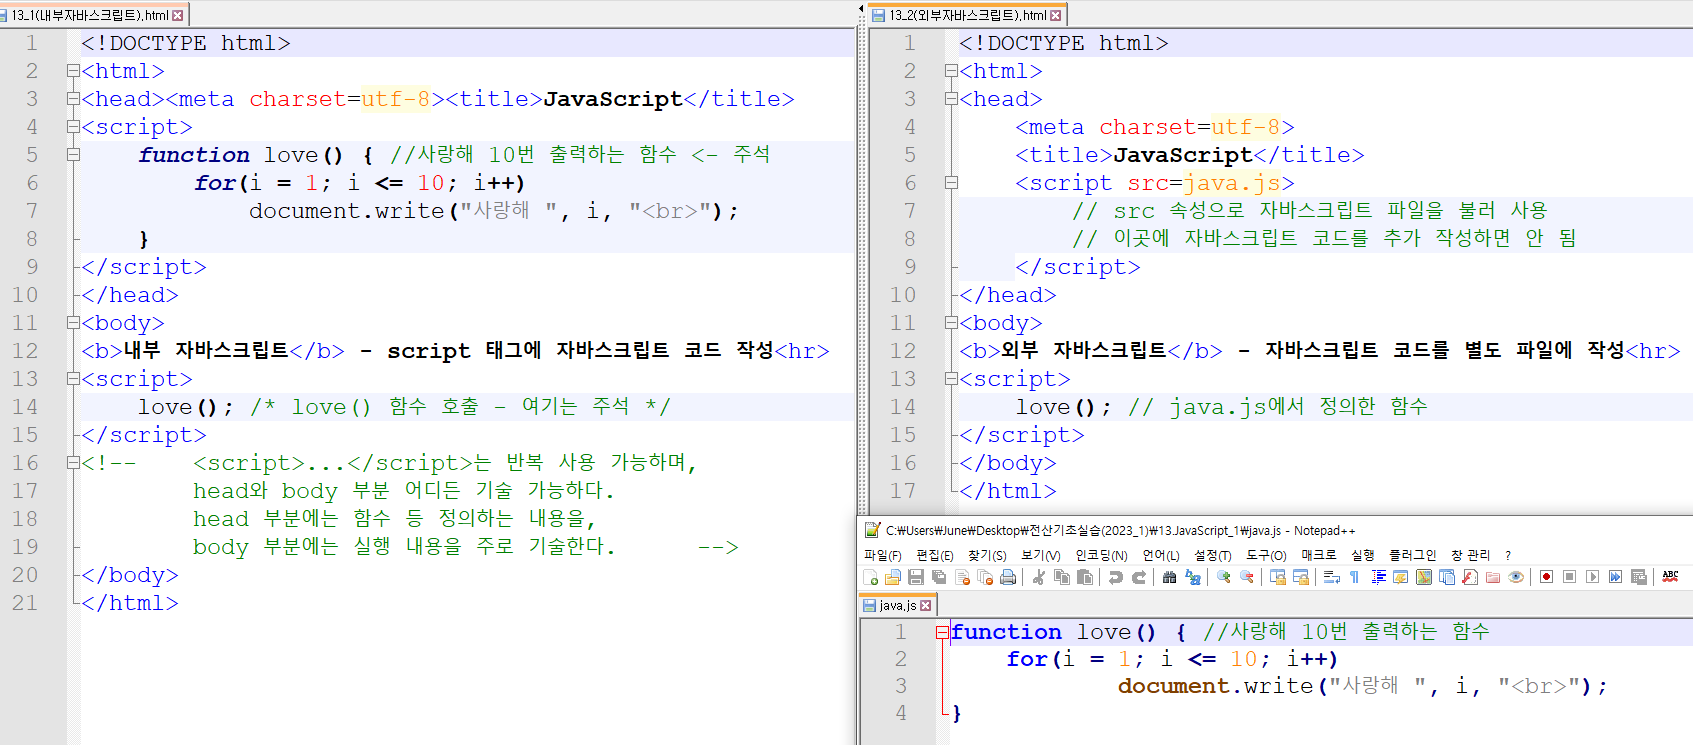 13_1(내부자바스크립트).html
1 <!DOCTYPE html>
2 <html>
3 <head><meta charset=utf-8><title>JavaScript</title>
4 <script>
5 function love() { //사랑해 10번 출력하는 함수 <- 주석
6 for(i = 1; i <= 10; i++)
7 document.write("사랑해 ", i, "<br>");
8 }
9 </script>
10 </head>
11 <body>
12 <b>내부 자바스크립트</b> - script 태그에 자바스크립트 코드 작성<hr>
13 <script>
14 love(); /* love() 함수 호출 - 여기는 주석 */
15 </script>
16 <!-- <script>...</script>는 반복 사용 가능하며,
17 head와 body 부분 어디든 기술 가능하다.
18 head 부분에는 함수 등 정의하는 내용을,
19 body 부분에는 실행 내용을 주로 기술한다. -->
20 </body>
21 </html>
13_2(외부자바스크립트).html
1 <!DOCTYPE html>
2 <html>
3 <head>
4 <meta charset=utf-8>
5 <title>JavaScript</title>
6 <script src=java.js>
7 // src 속성으로 자바스크립트 파일을 불러 사용
8 // 이곳에 자바스크립트 코드를 추가 작성하면 안 됨
9 </script>
10 </head>
11 <body>
12 <b>외부 자바스크립트</b> - 자바스크립트 코드를 별도 파일에 작성<hr>
13 <script>
14 love(); // java.js에서 정의한 함수
15 </script>
16 </body>
17 </html>
C:₩Users₩June₩Desktop₩전산기초실습(2023_1)₩13.JavaScript_1₩java.js - Notepad++
파일(F) 편집(E) 찾기(S) 보기(V) 인코딩(N) 언어(L) 설정(T) 도구(O) 매크로 실행 플러그인 창 관리 ?
ABC
java.js
1 function love() { //사랑해 10번 출력하는 함수
2 for(i = 1; i <= 10; i++)
3 document.write("사랑해 ", i, "<br>");
4 }